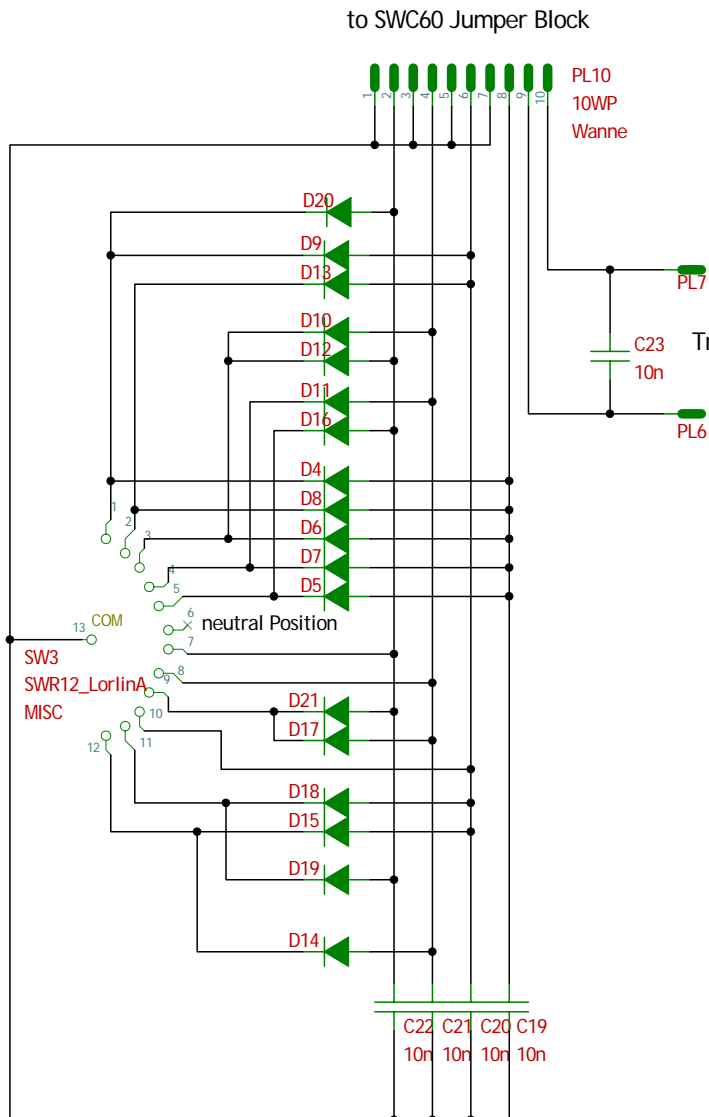 to SWC60 Jumper Block
PL10
10WP
Wanne
1
2
3
4
5
6
7
8
9
10
D20
D9
D13
PL7
D10
D12
C23
10n
Tr
D11
D16
PL6
D4
D8
D6
D7
D5
1
2
3
4
5
6
neutral Position
COM
13
7
SW3
SWR12_LorlinA
MISC
8
9
10
11
12
D21
D17
D18
D15
D19
D14
C22
10n
C21
10n
C20
10n
C19
10n